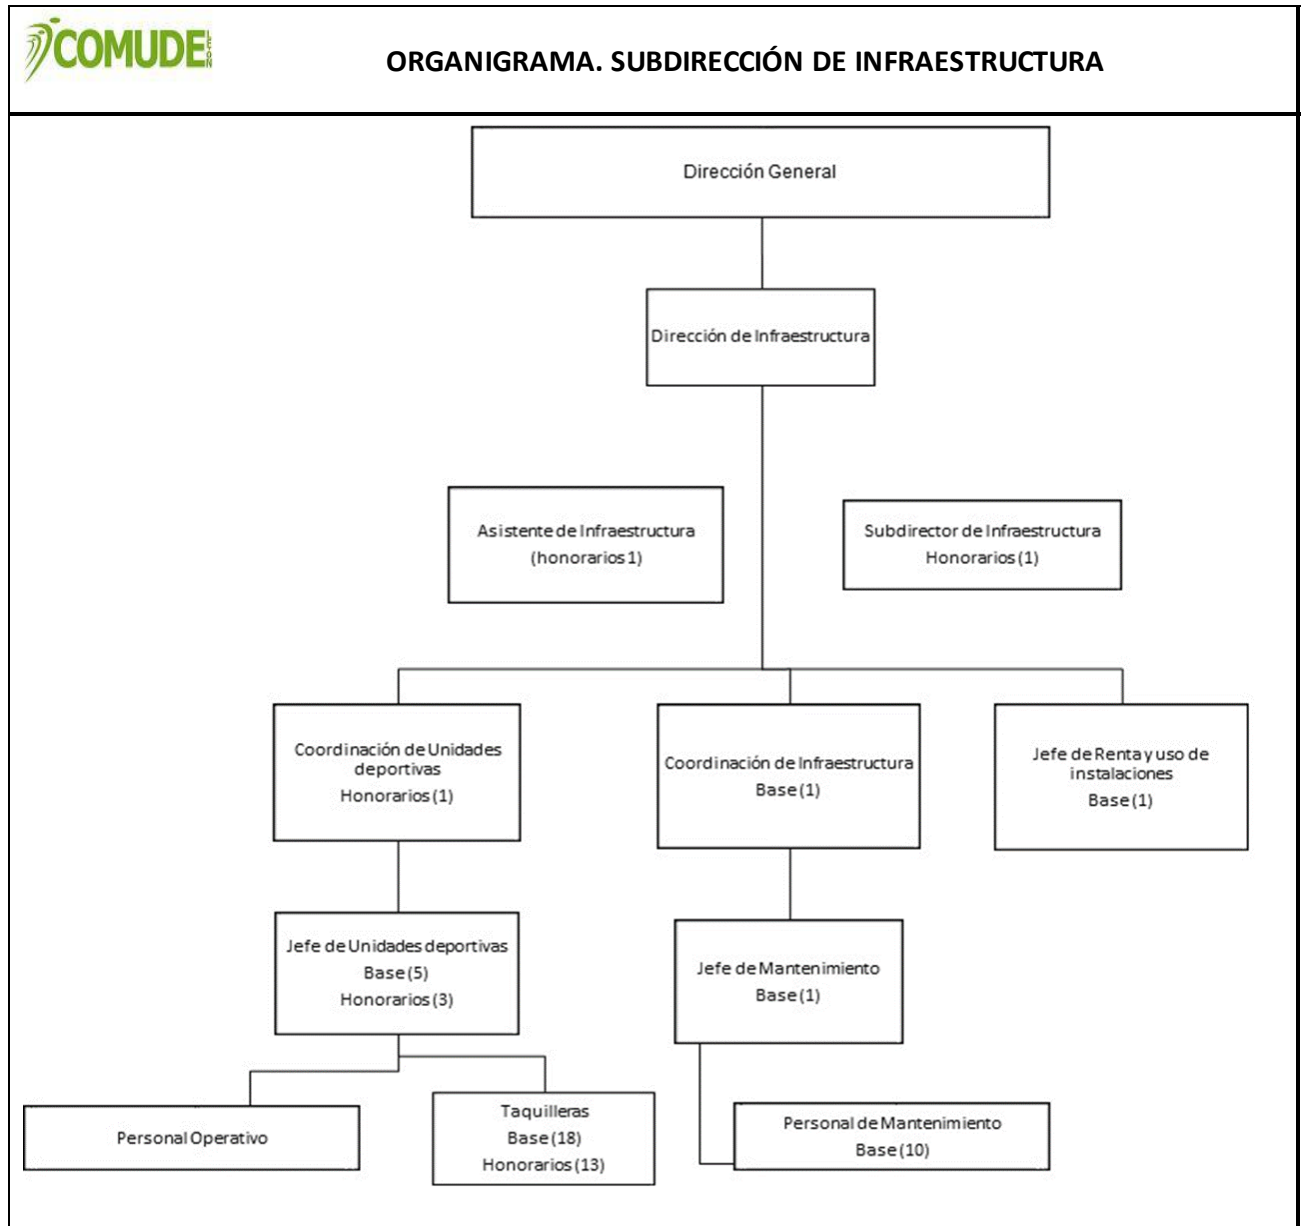 COMUDE
LEÓN
ORGANIGRAMA. SUBDIRECCIÓN DE INFRAESTRUCTURA
Dirección General
Dirección de Infraestructura
Asistente de Infraestructura
(honorarios 1)
Subdirector de Infraestructura
Honorarios (1)
Coordinación de Unidades
deportivas
Honorarios (1)
Coordinación de Infraestructura
Base (1)
Jefe de Renta y uso de
instalaciones
Base (1)
Jefe de Unidades deportivas
Base (5)
Honorarios (3)
Jefe de Mantenimiento
Base (1)
Personal Operativo
Taquilleras
Base (18)
Honorarios (13)
Personal de Mantenimiento
Base (10)